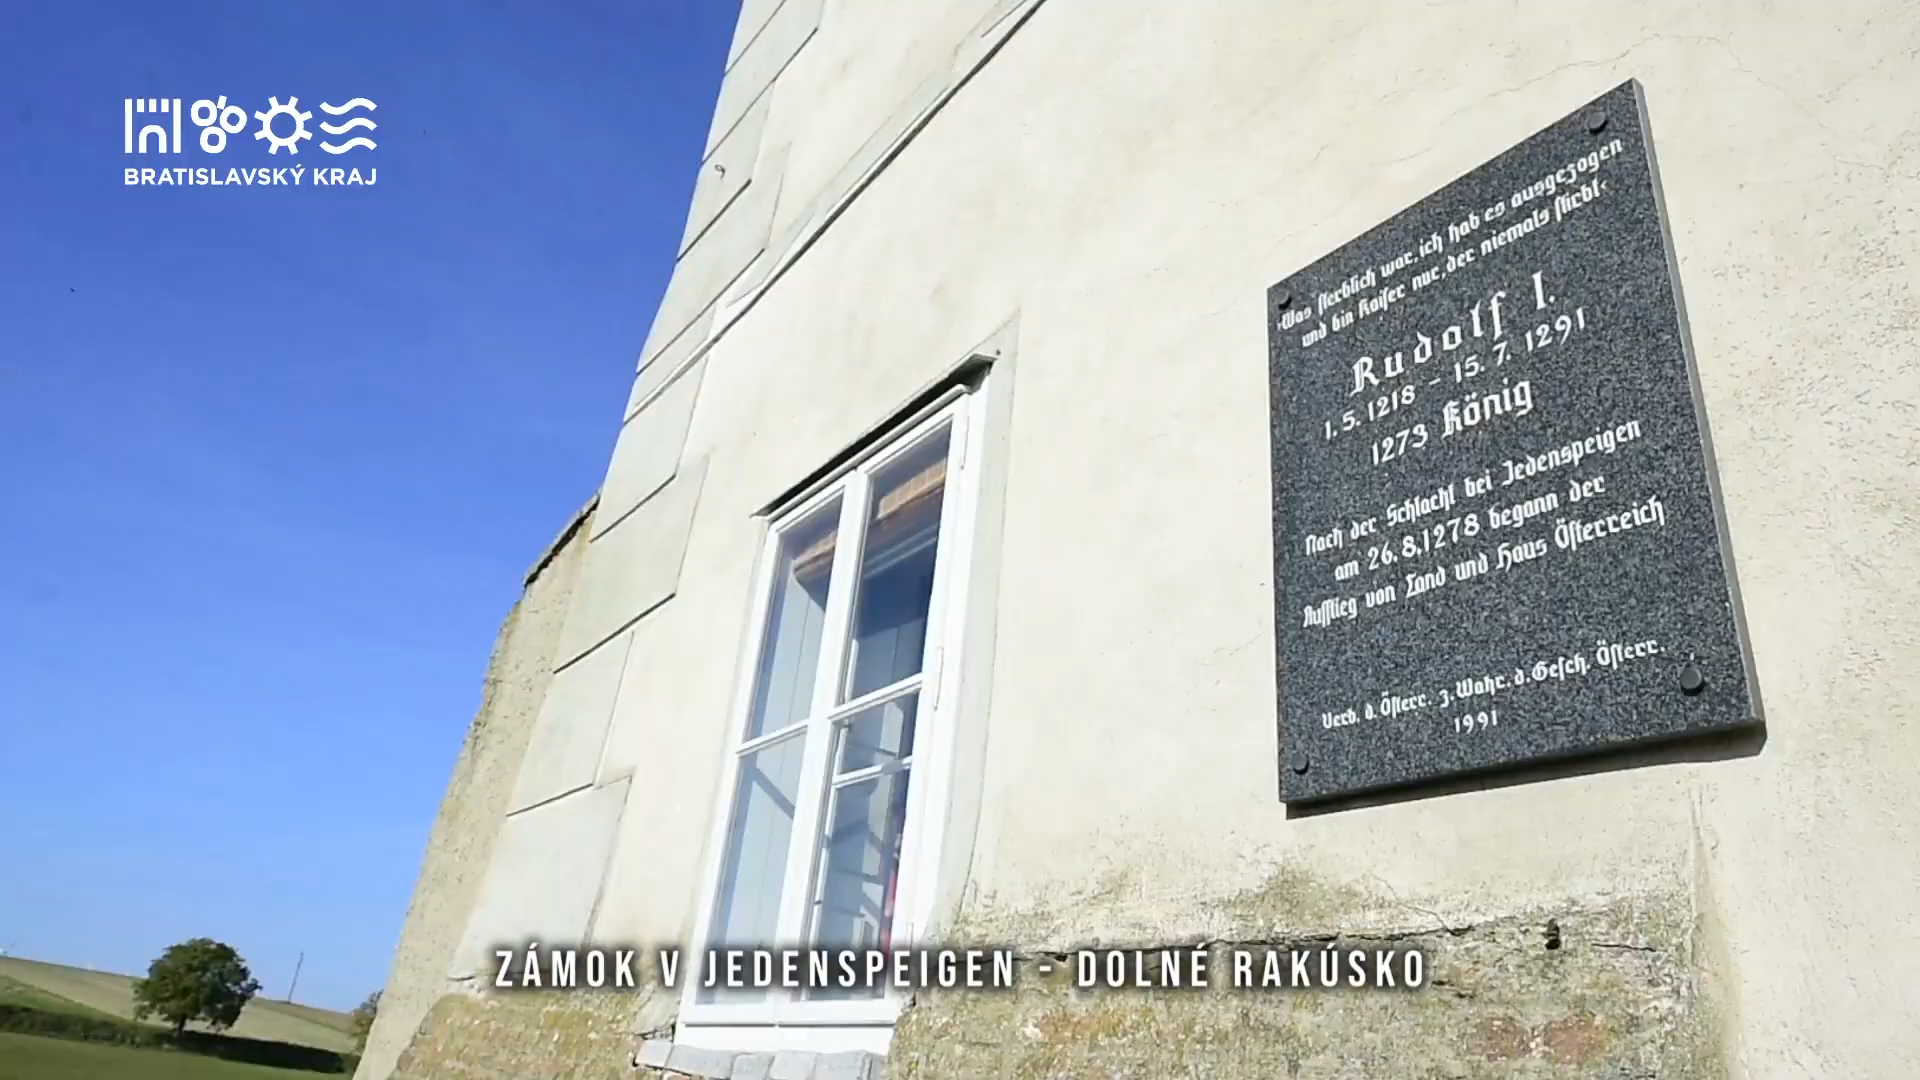 BRATISLAVSKÝ KRAJ
›Was sterblich war, ich hab es ausgezogen
und bin Kaiser nur, der niemals stirbt‹
Rudolf I.
1.5.1218 - 15.7.1291
1273 König
Nach der Schlacht bei Jedenspeigen
am 26.8.1278 begann der
Aufstieg von Land und Haus Österreich
Verb. d. Österr. z. Wahr. d. Gesch. Österr.
1991
ZÁMOK V JEDENSPEIGEN - DOLNÉ RAKÚSKO